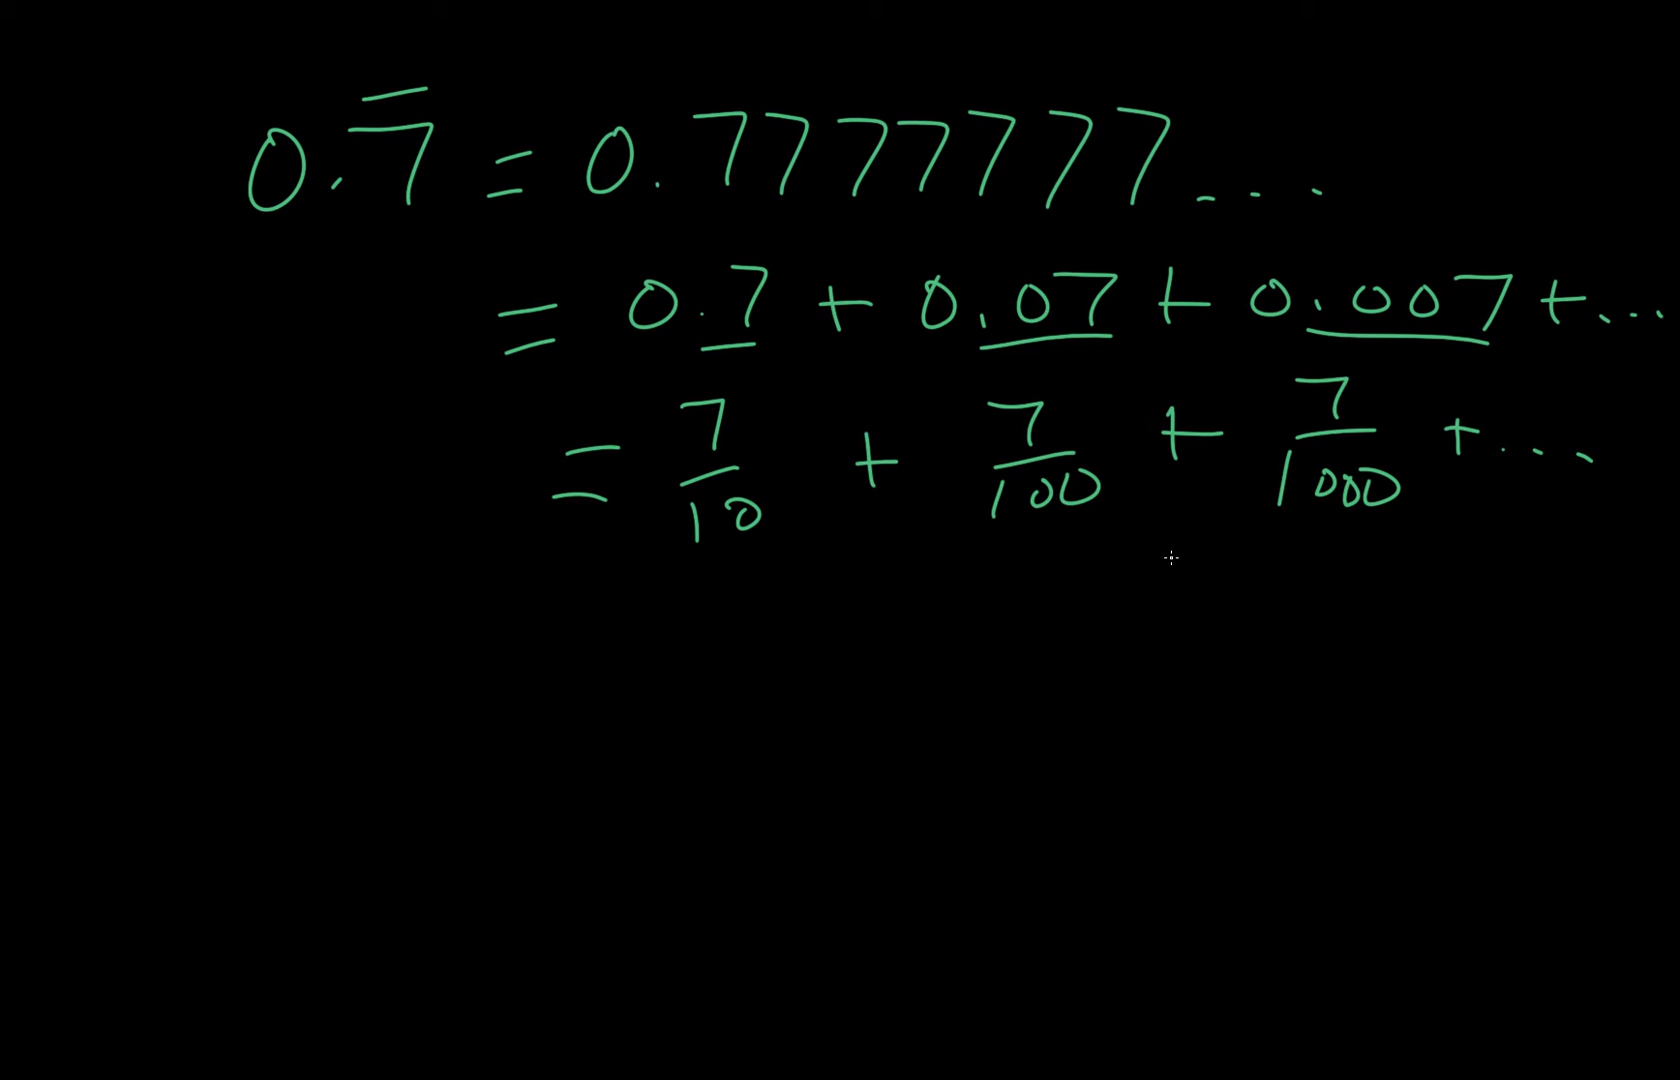 0.7̅ = 0.7777777...
= 0.7 + 0.07 + 0.007 + ...
= 7/10 + 7/100 + 7/1000 + ...